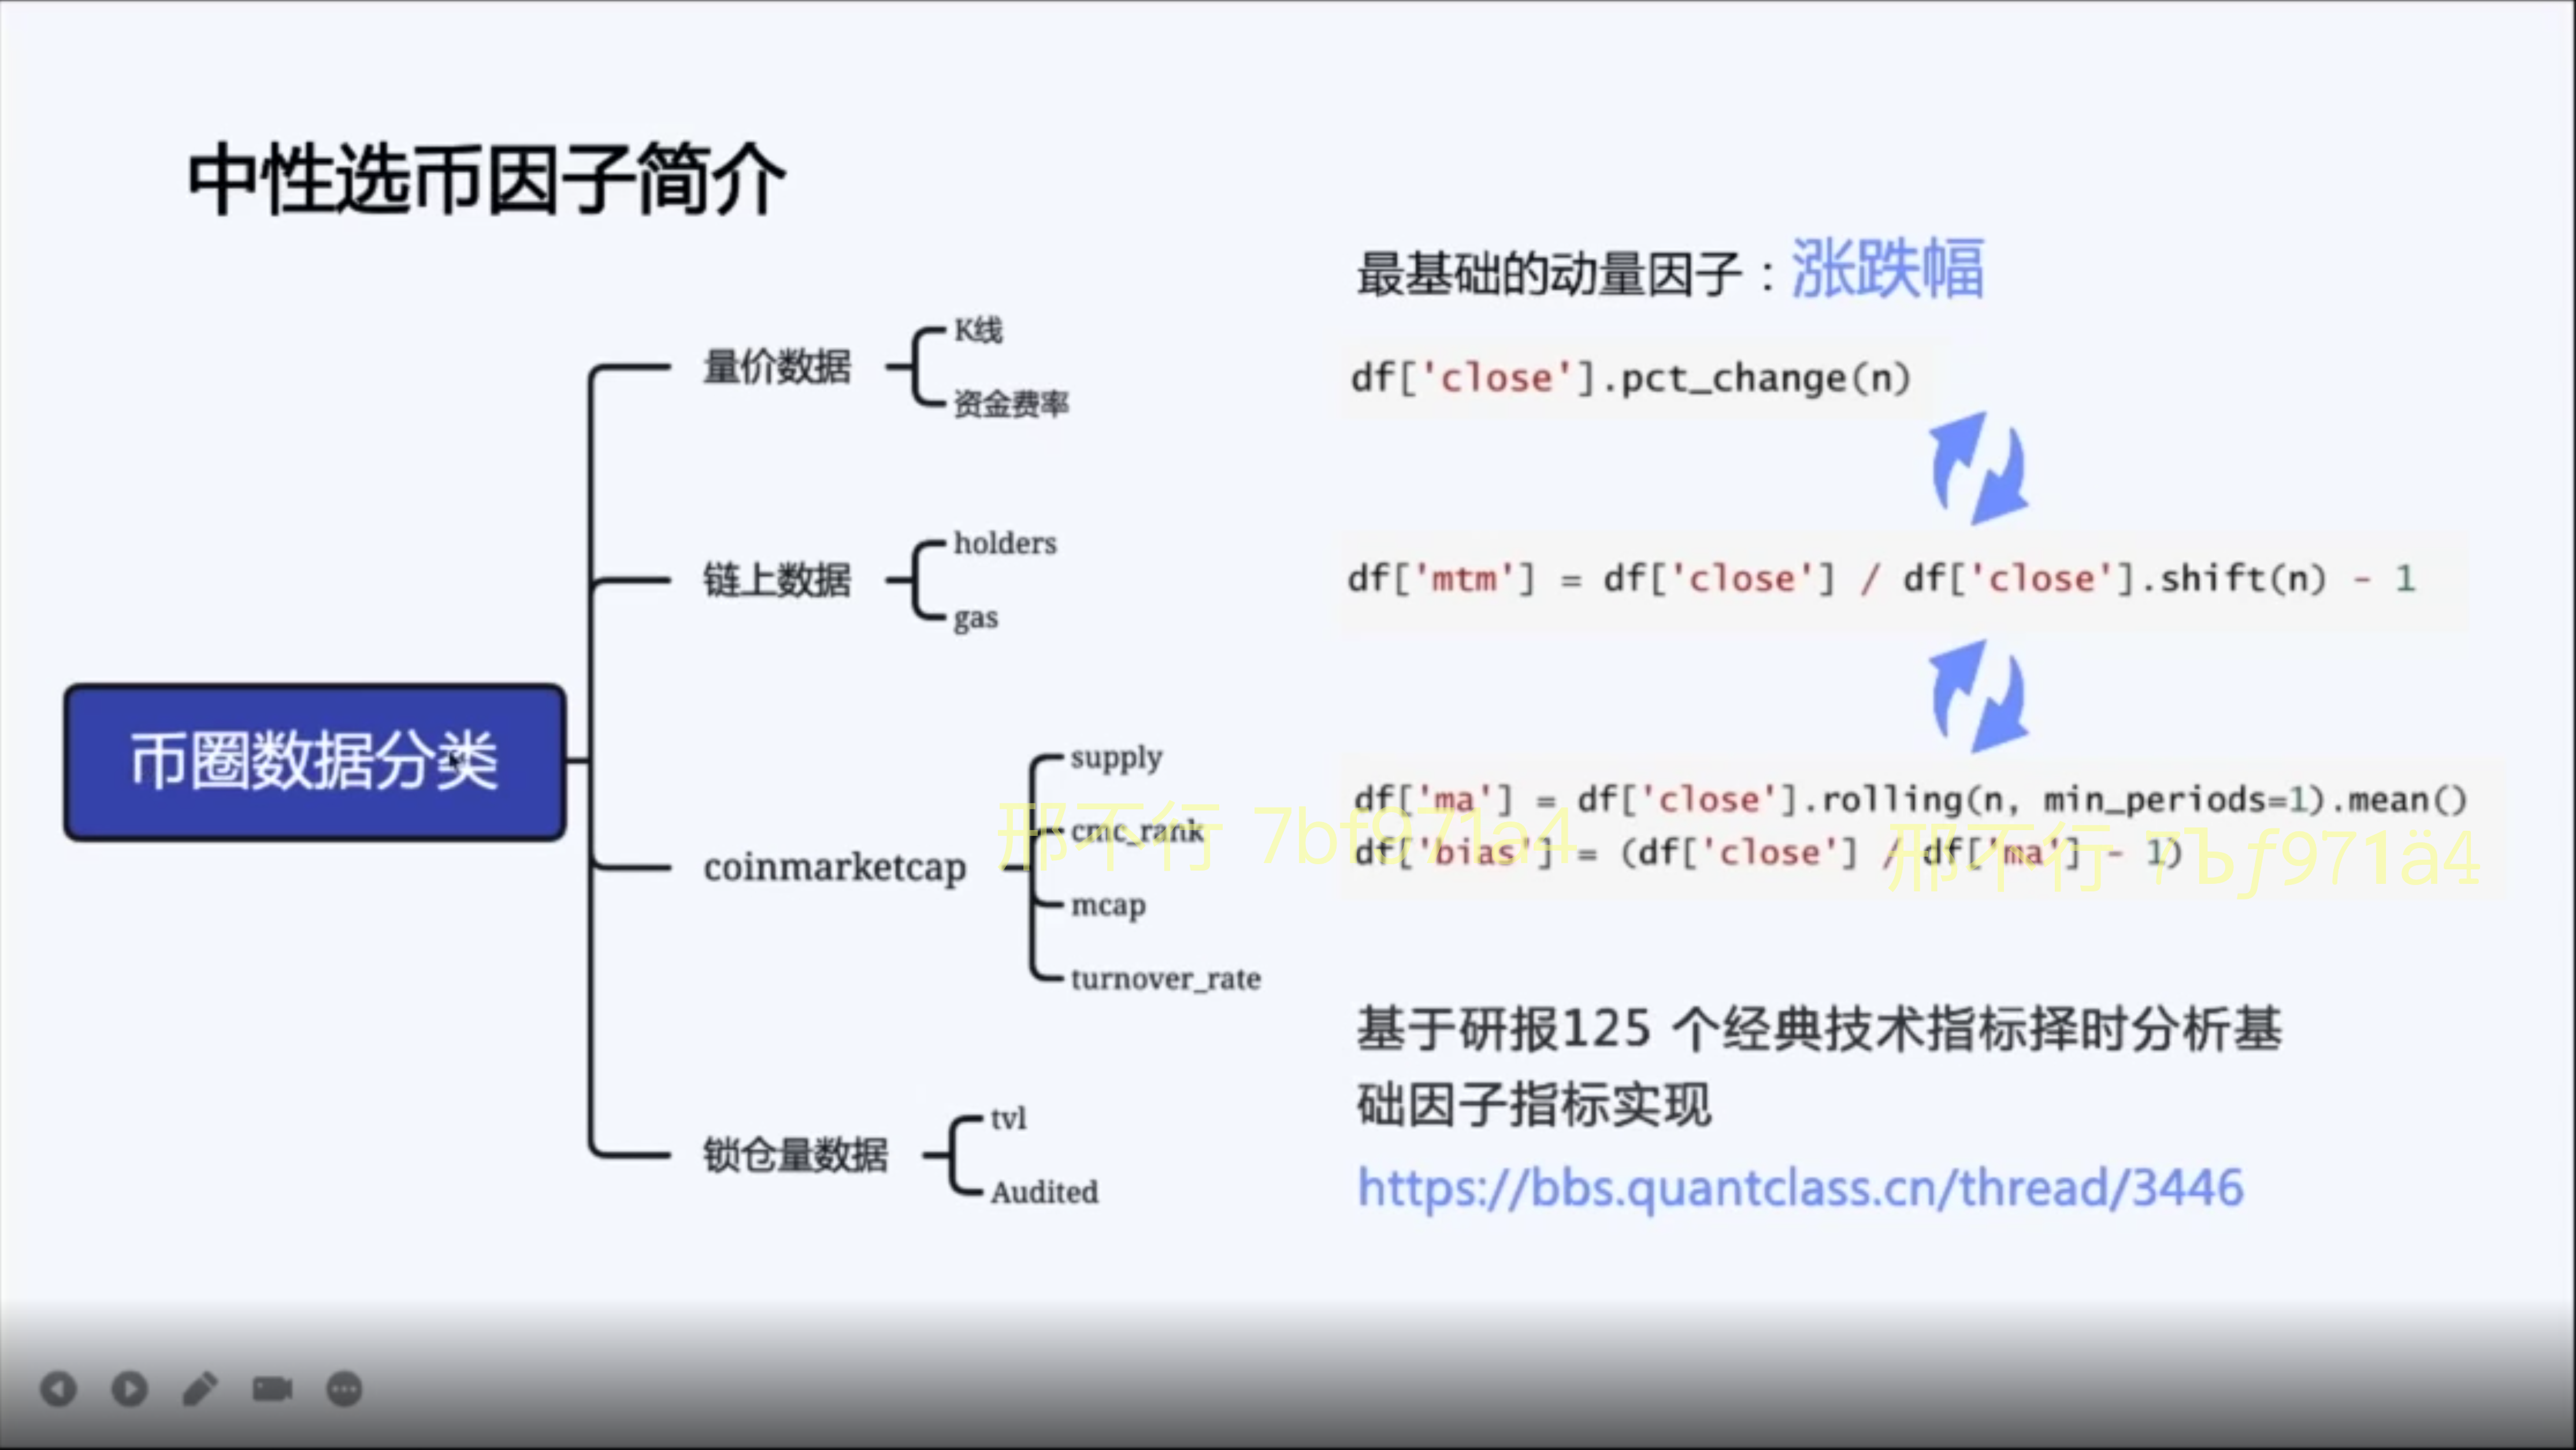 中性选币因子简介
币圈数据分类
量价数据
K线
资金费率
链上数据
holders
gas
coinmarketcap
supply
cmc_rank
mcap
turnover_rate
锁仓量数据
tvl
Audited
最基础的动量因子：涨跌幅
df['close'].pct_change(n)
df['mtm'] = df['close'] / df['close'].shift(n) - 1
df['ma'] = df['close'].rolling(n, min_periods=1).mean()
df['bias'] = (df['close'] / df['ma'] - 1)
基于研报125 个经典技术指标择时分析基
础因子指标实现
https://bbs.quantclass.cn/thread/3446
邢不行 7bf971a4
邢不行 7Ъƒ971ä4